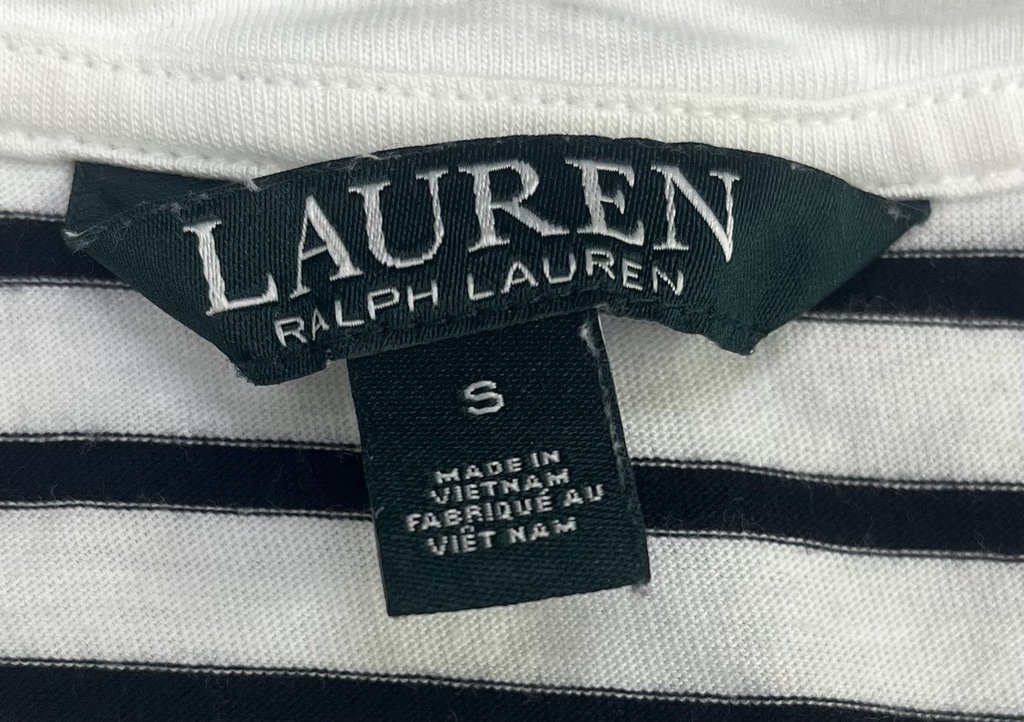 LAUREN
RALPH LAUREN
S
MADE IN
VIETNAM
FABRIQUÉ AU
VIÊT NAM